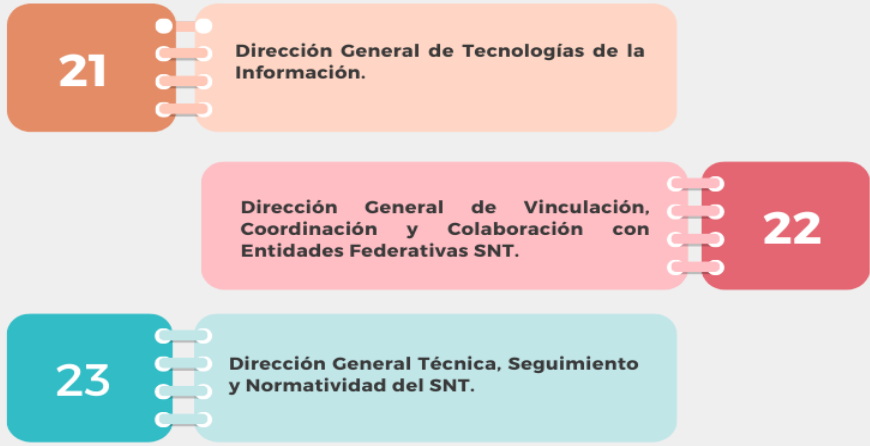 21
Dirección General de Tecnologías de la
Información.
Dirección General de Vinculación,
Coordinación y Colaboración con
Entidades Federativas SNT.
22
23
Dirección General Técnica, Seguimiento
y Normatividad del SNT.